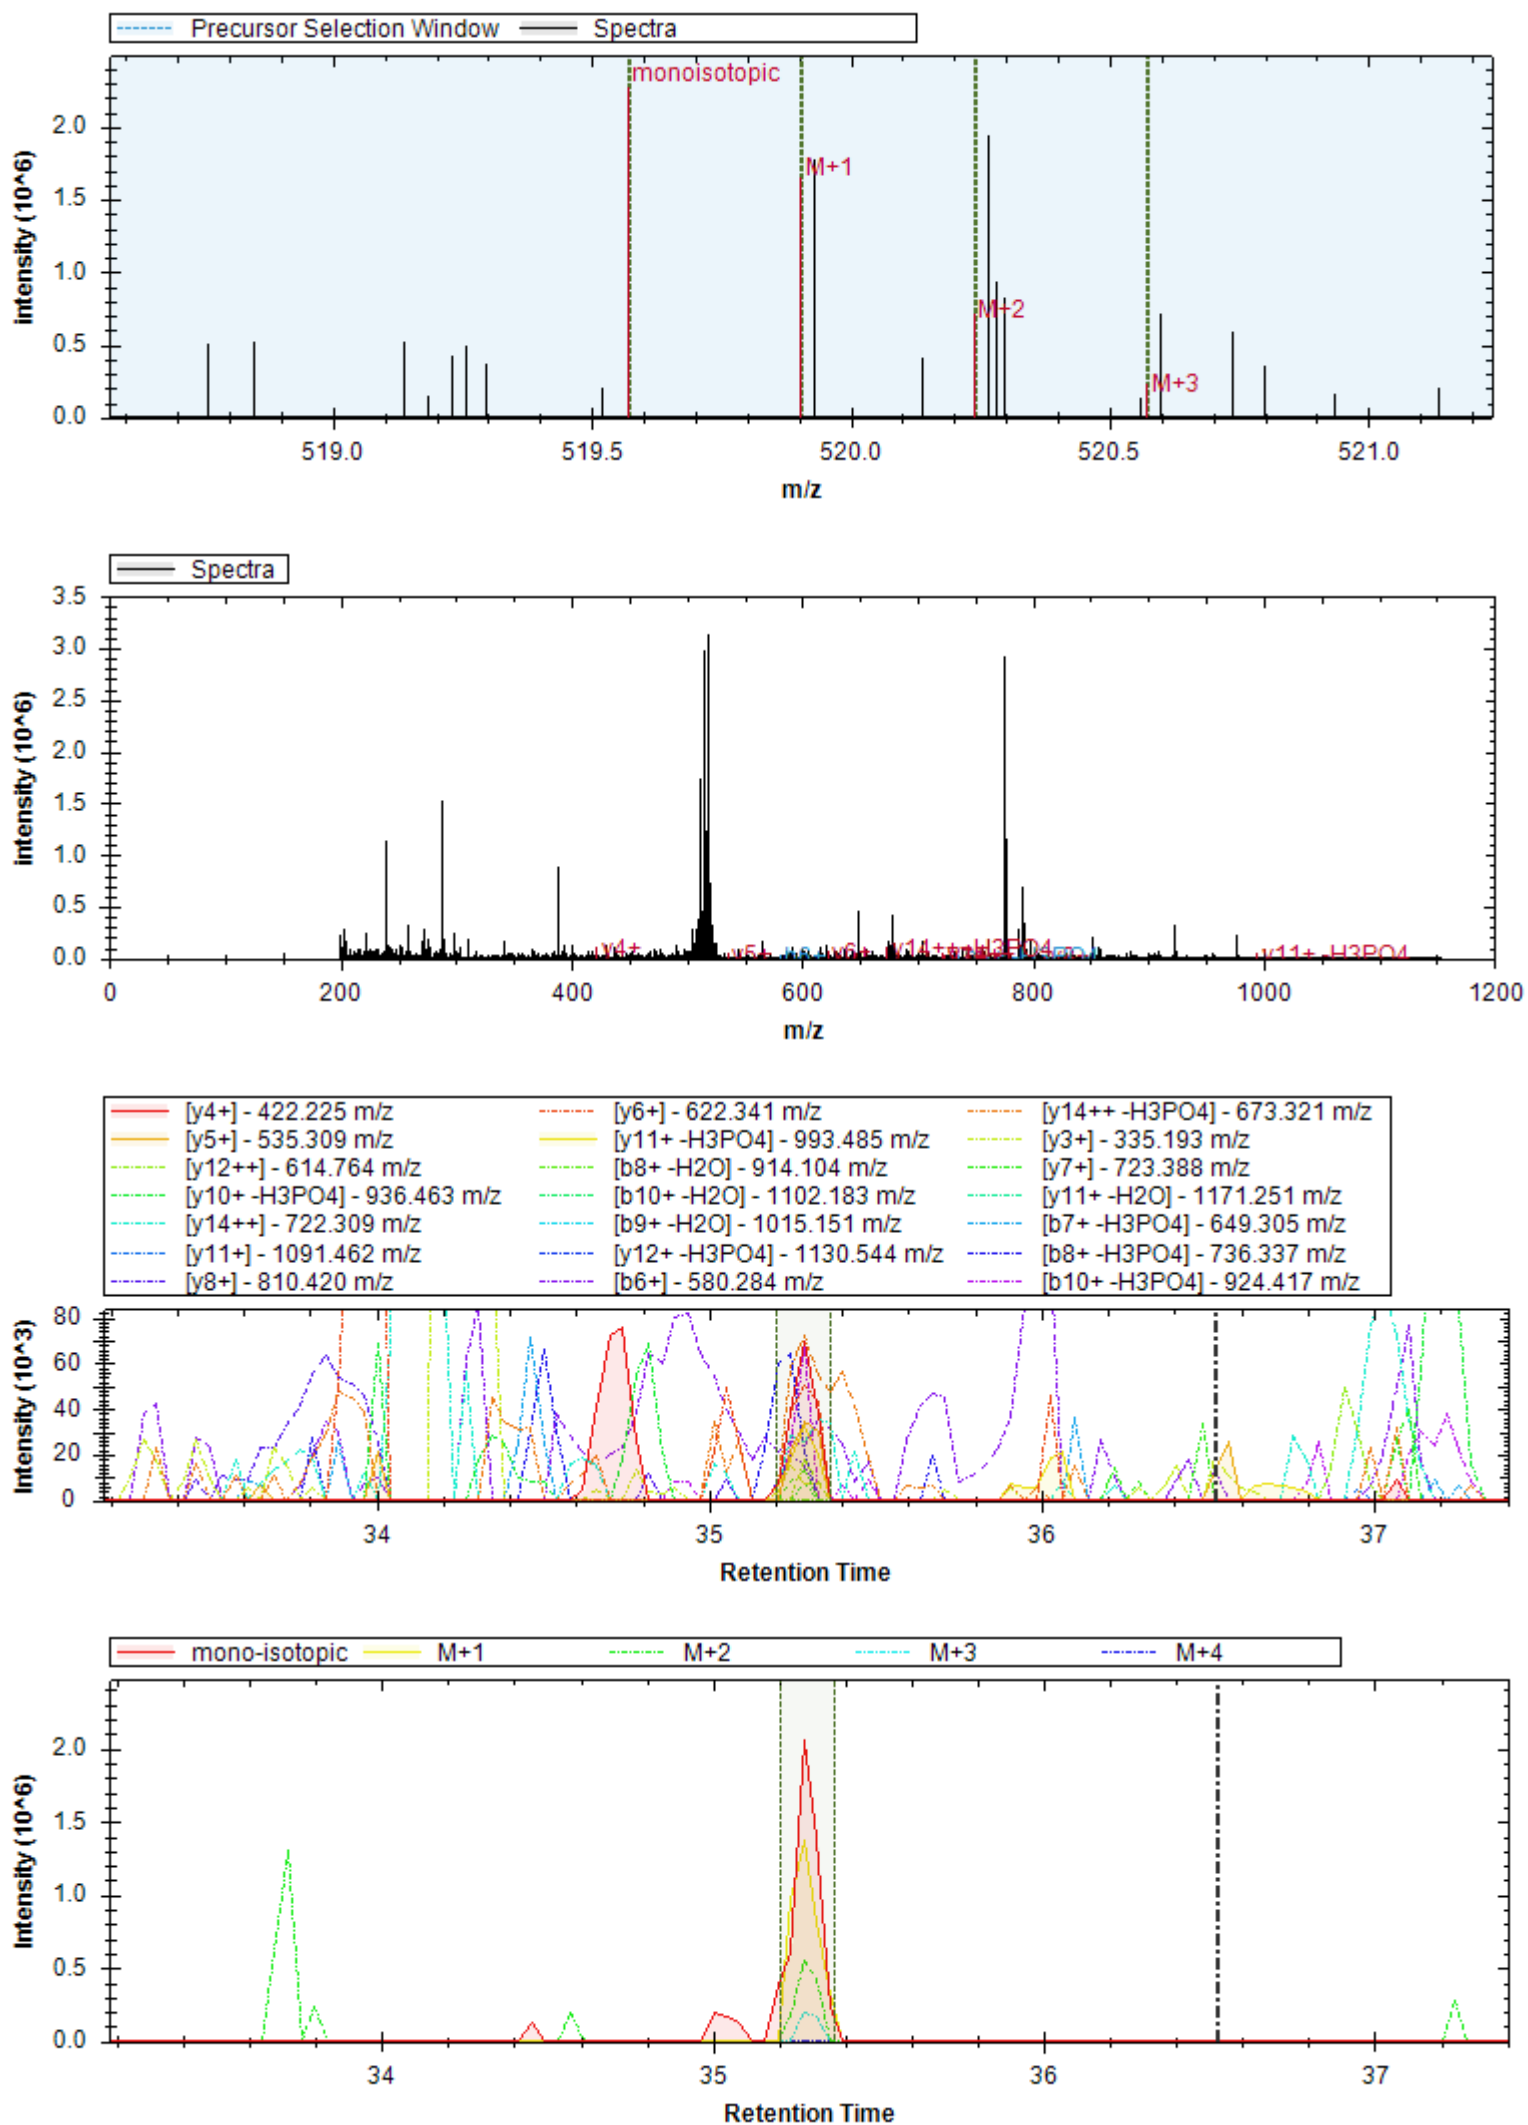 Precursor Selection Window Spectra
monoisotopic
M+1
M+2
M+3
2.0
1.5
1.0
0.5
0.0
intensity (10^6)
519.0 519.5 520.0 520.5 521.0
m/z
Spectra
3.5
3.0
2.5
2.0
1.5
1.0
0.5
0.0
intensity (10^6)
y4+ y5+ y6+ y14++ -H3PO4 y11+ -H3PO4
0 200 400 600 800 1000 1200
m/z
[y4+] - 422.225 m/z [y6+] - 622.341 m/z [y14++ -H3PO4] - 673.321 m/z
[y5+] - 535.309 m/z [y11+ -H3PO4] - 993.485 m/z [y3+] - 335.193 m/z
[y12++] - 614.764 m/z [b8+ -H2O] - 914.104 m/z [y7+] - 723.388 m/z
[y10+ -H3PO4] - 936.463 m/z [b10+ -H2O] - 1102.183 m/z [y11+ -H2O] - 1171.251 m/z
[y14++] - 722.309 m/z [b9+ -H2O] - 1015.151 m/z [b7+ -H3PO4] - 649.305 m/z
[y11+] - 1091.462 m/z [y12+ -H3PO4] - 1130.544 m/z [b8+ -H3PO4] - 736.337 m/z
[y8+] - 810.420 m/z [b6+] - 580.284 m/z [b10+ -H3PO4] - 924.417 m/z
80
60
40
20
0
Intensity (10^3)
34 35 36 37
Retention Time
mono-isotopic M+1 M+2 M+3 M+4
2.0
1.5
1.0
0.5
0.0
Intensity (10^6)
34 35 36 37
Retention Time